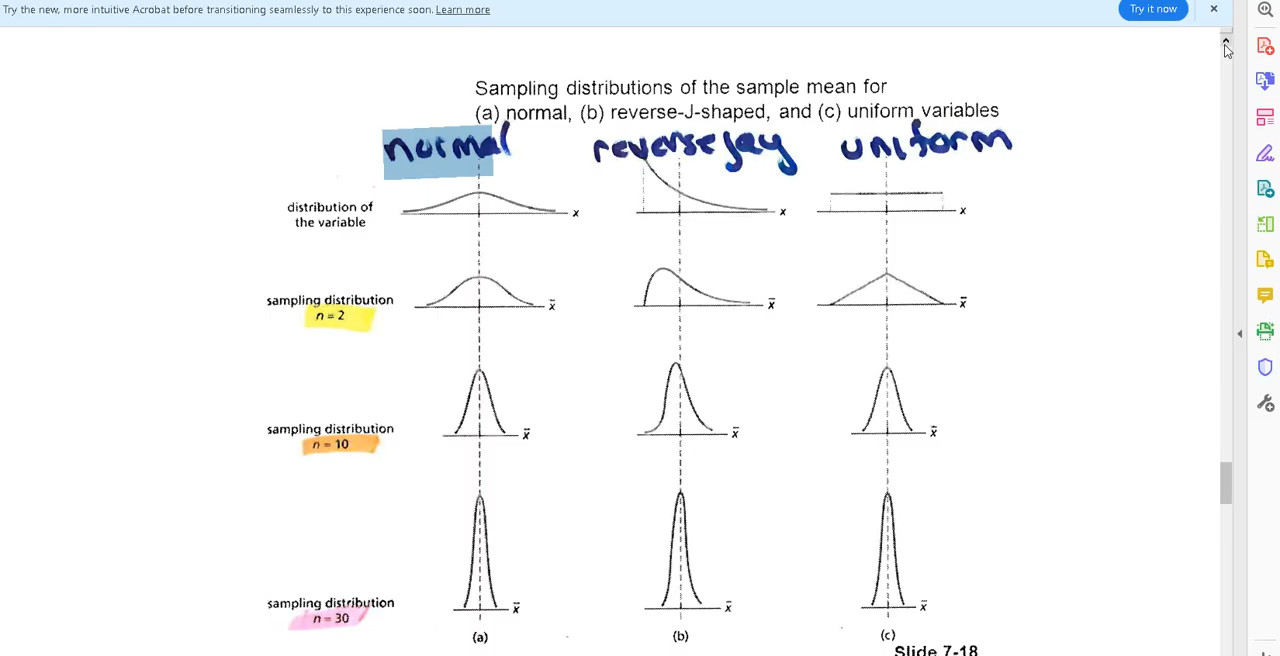 Try the new, more intuitive Acrobat before transitioning seamlessly to this experience soon. Learn more
Try it now
Sampling distributions of the sample mean for
(a) normal, (b) reverse-J-shaped, and (c) uniform variables
normal reversejay uniform
distribution of
the variable
x x x
sampling distribution
n = 2
x̄ x̄ x̄
sampling distribution
n = 10
x̄ x̄ x̄
sampling distribution
n = 30
x̄ x̄ x̄
(a) (b) (c)
Slide 7-18